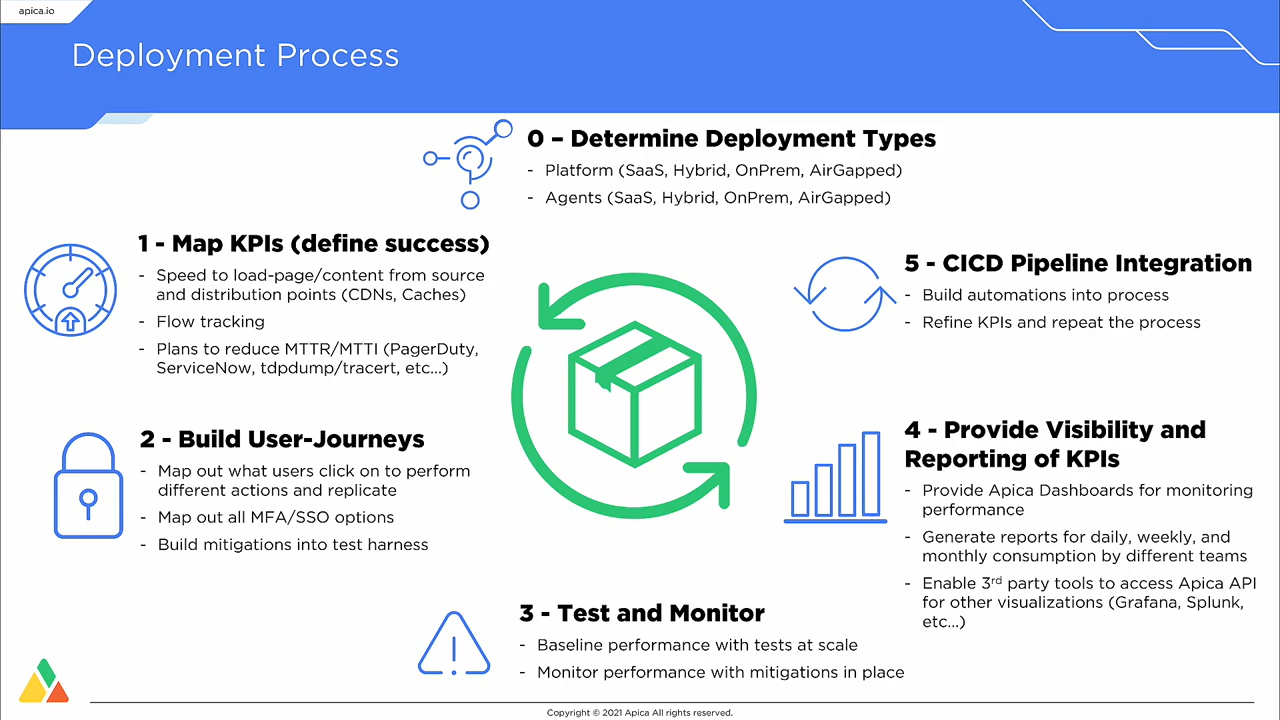 apica.io
Deployment Process
0 – Determine Deployment Types
- Platform (SaaS, Hybrid, OnPrem, AirGapped)
- Agents (SaaS, Hybrid, OnPrem, AirGapped)
1 - Map KPIs (define success)
- Speed to load-page/content from source
and distribution points (CDNs, Caches)
- Flow tracking
- Plans to reduce MTTR/MTTI (PagerDuty,
ServiceNow, tdpdump/tracert, etc...)
2 - Build User-Journeys
- Map out what users click on to perform
different actions and replicate
- Map out all MFA/SSO options
- Build mitigations into test harness
3 - Test and Monitor
- Baseline performance with tests at scale
- Monitor performance with mitigations in place
4 - Provide Visibility and
Reporting of KPIs
- Provide Apica Dashboards for monitoring
performance
- Generate reports for daily, weekly, and
monthly consumption by different teams
- Enable 3rd party tools to access Apica API
for other visualizations (Grafana, Splunk,
etc...)
5 - CICD Pipeline Integration
- Build automations into process
- Refine KPIs and repeat the process
Copyright © 2021 Apica All rights reserved.